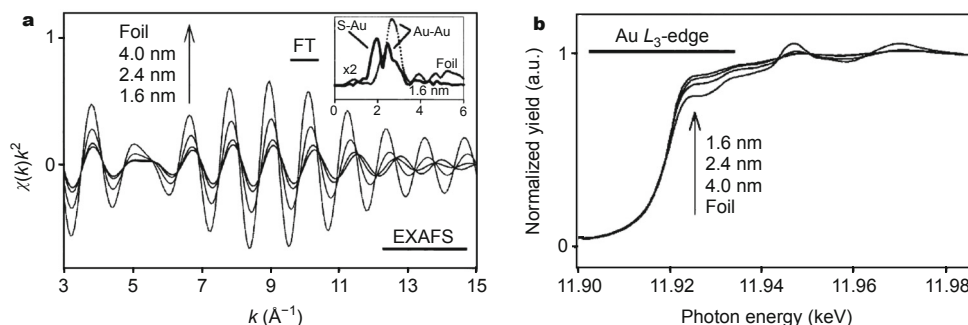 a
Foil
4.0 nm
2.4 nm
1.6 nm
FT
S-Au
Au-Au
x2
Foil
1.6 nm
0 2 4 6
χ(k)k²
1
0
EXAFS
3 5 7 9 11 13 15
k (Å⁻¹)
b
Au L₃-edge
Normalized yield (a.u.)
1
0
1.6 nm
2.4 nm
4.0 nm
Foil
11.90 11.92 11.94 11.96 11.98
Photon energy (keV)